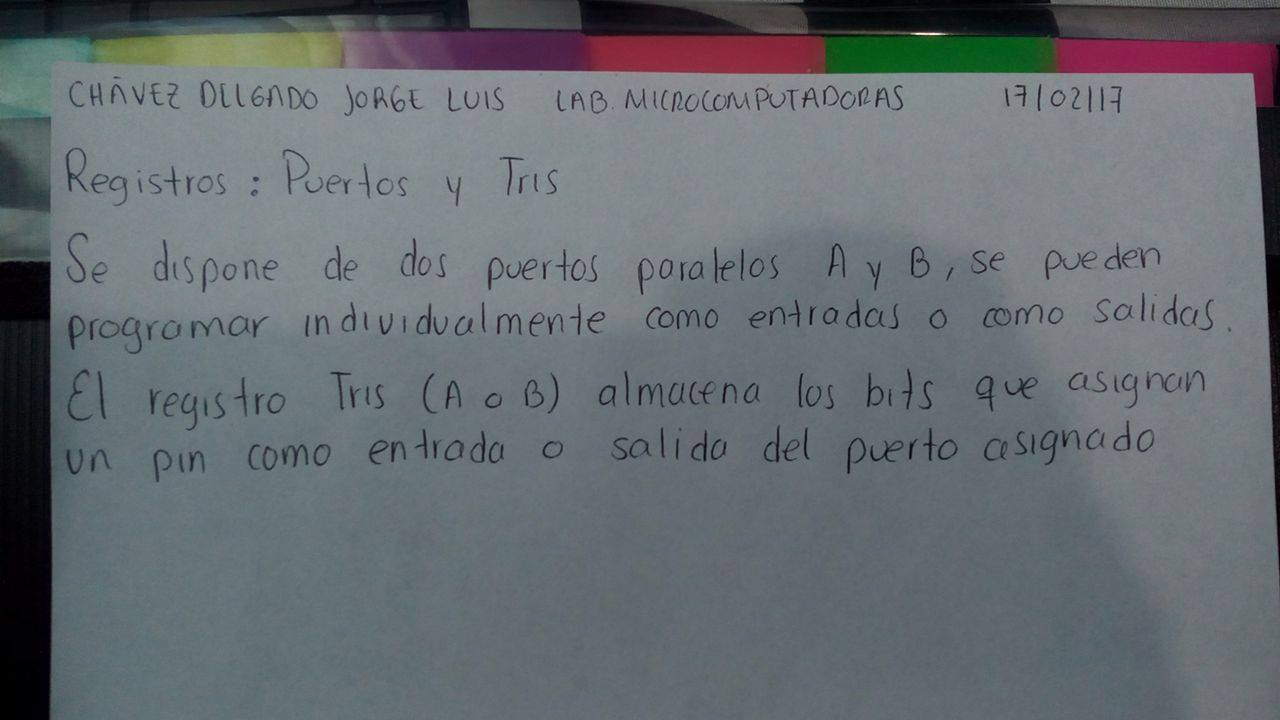 CHÁVEZ DELGADO JORGE LUIS LAB. MICROCOMPUTADORAS 17/02/17
Registros: Puertos y Tris
Se dispone de dos puertos paralelos A y B, se pueden
programar individualmente como entradas o como salidas.
El registro Tris (A o B) almacena los bits que asignan
un pin como entrada o salida del puerto asignado